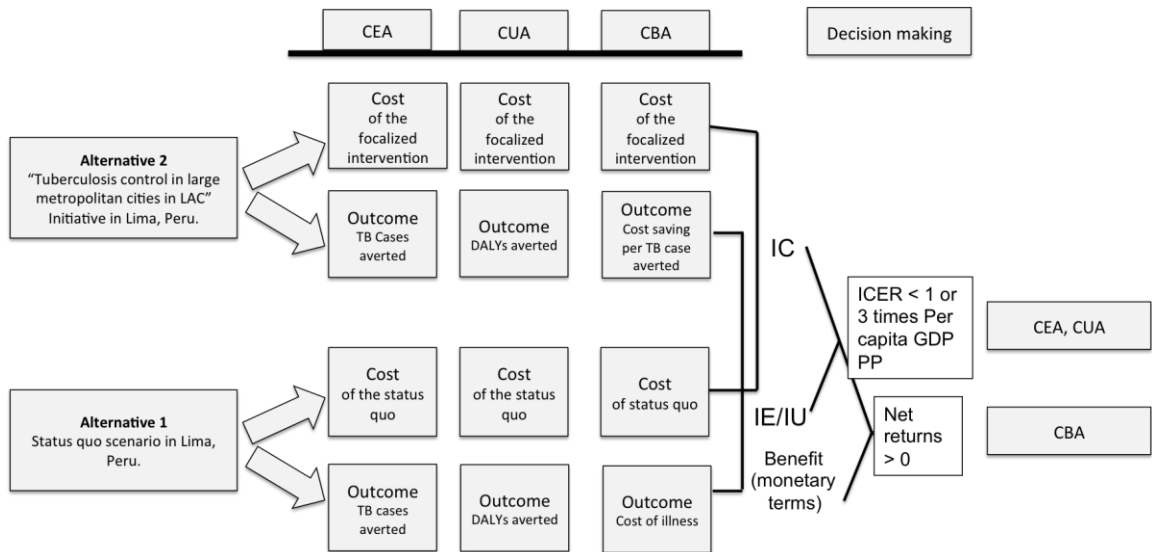 CEA
CUA
CBA
Decision making
Cost
of the
focalized
intervention
Cost
of the
focalized
intervention
Cost
of the
focalized
intervention
Alternative 2
“Tuberculosis control in large
metropolitan cities in LAC”
Initiative in Lima, Peru.
Outcome
TB Cases
averted
Outcome
DALYs averted
Outcome
Cost saving
per TB case
averted
IC
ICER < 1 or
3 times Per
capita GDP
PP
CEA, CUA
Cost
of the status
quo
Cost
of the status
quo
Cost
of status quo
Alternative 1
Status quo scenario in Lima,
Peru.
IE/IU
Net
returns
> 0
CBA
Benefit
(monetary
terms)
Outcome
TB cases
averted
Outcome
DALYs averted
Outcome
Cost of illness